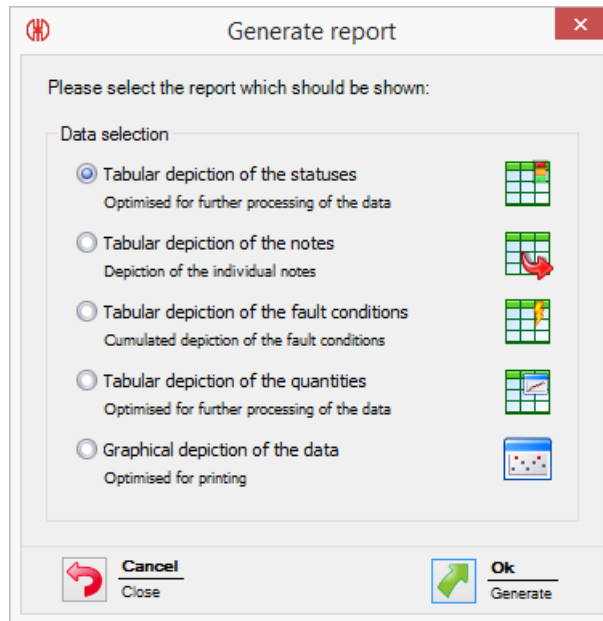 Generate report
Please select the report which should be shown:
Data selection
Tabular depiction of the statuses
Optimised for further processing of the data
Tabular depiction of the notes
Depiction of the individual notes
Tabular depiction of the fault conditions
Cumulated depiction of the fault conditions
Tabular depiction of the quantities
Optimised for further processing of the data
Graphical depiction of the data
Optimised for printing
Cancel
Close
Ok
Generate